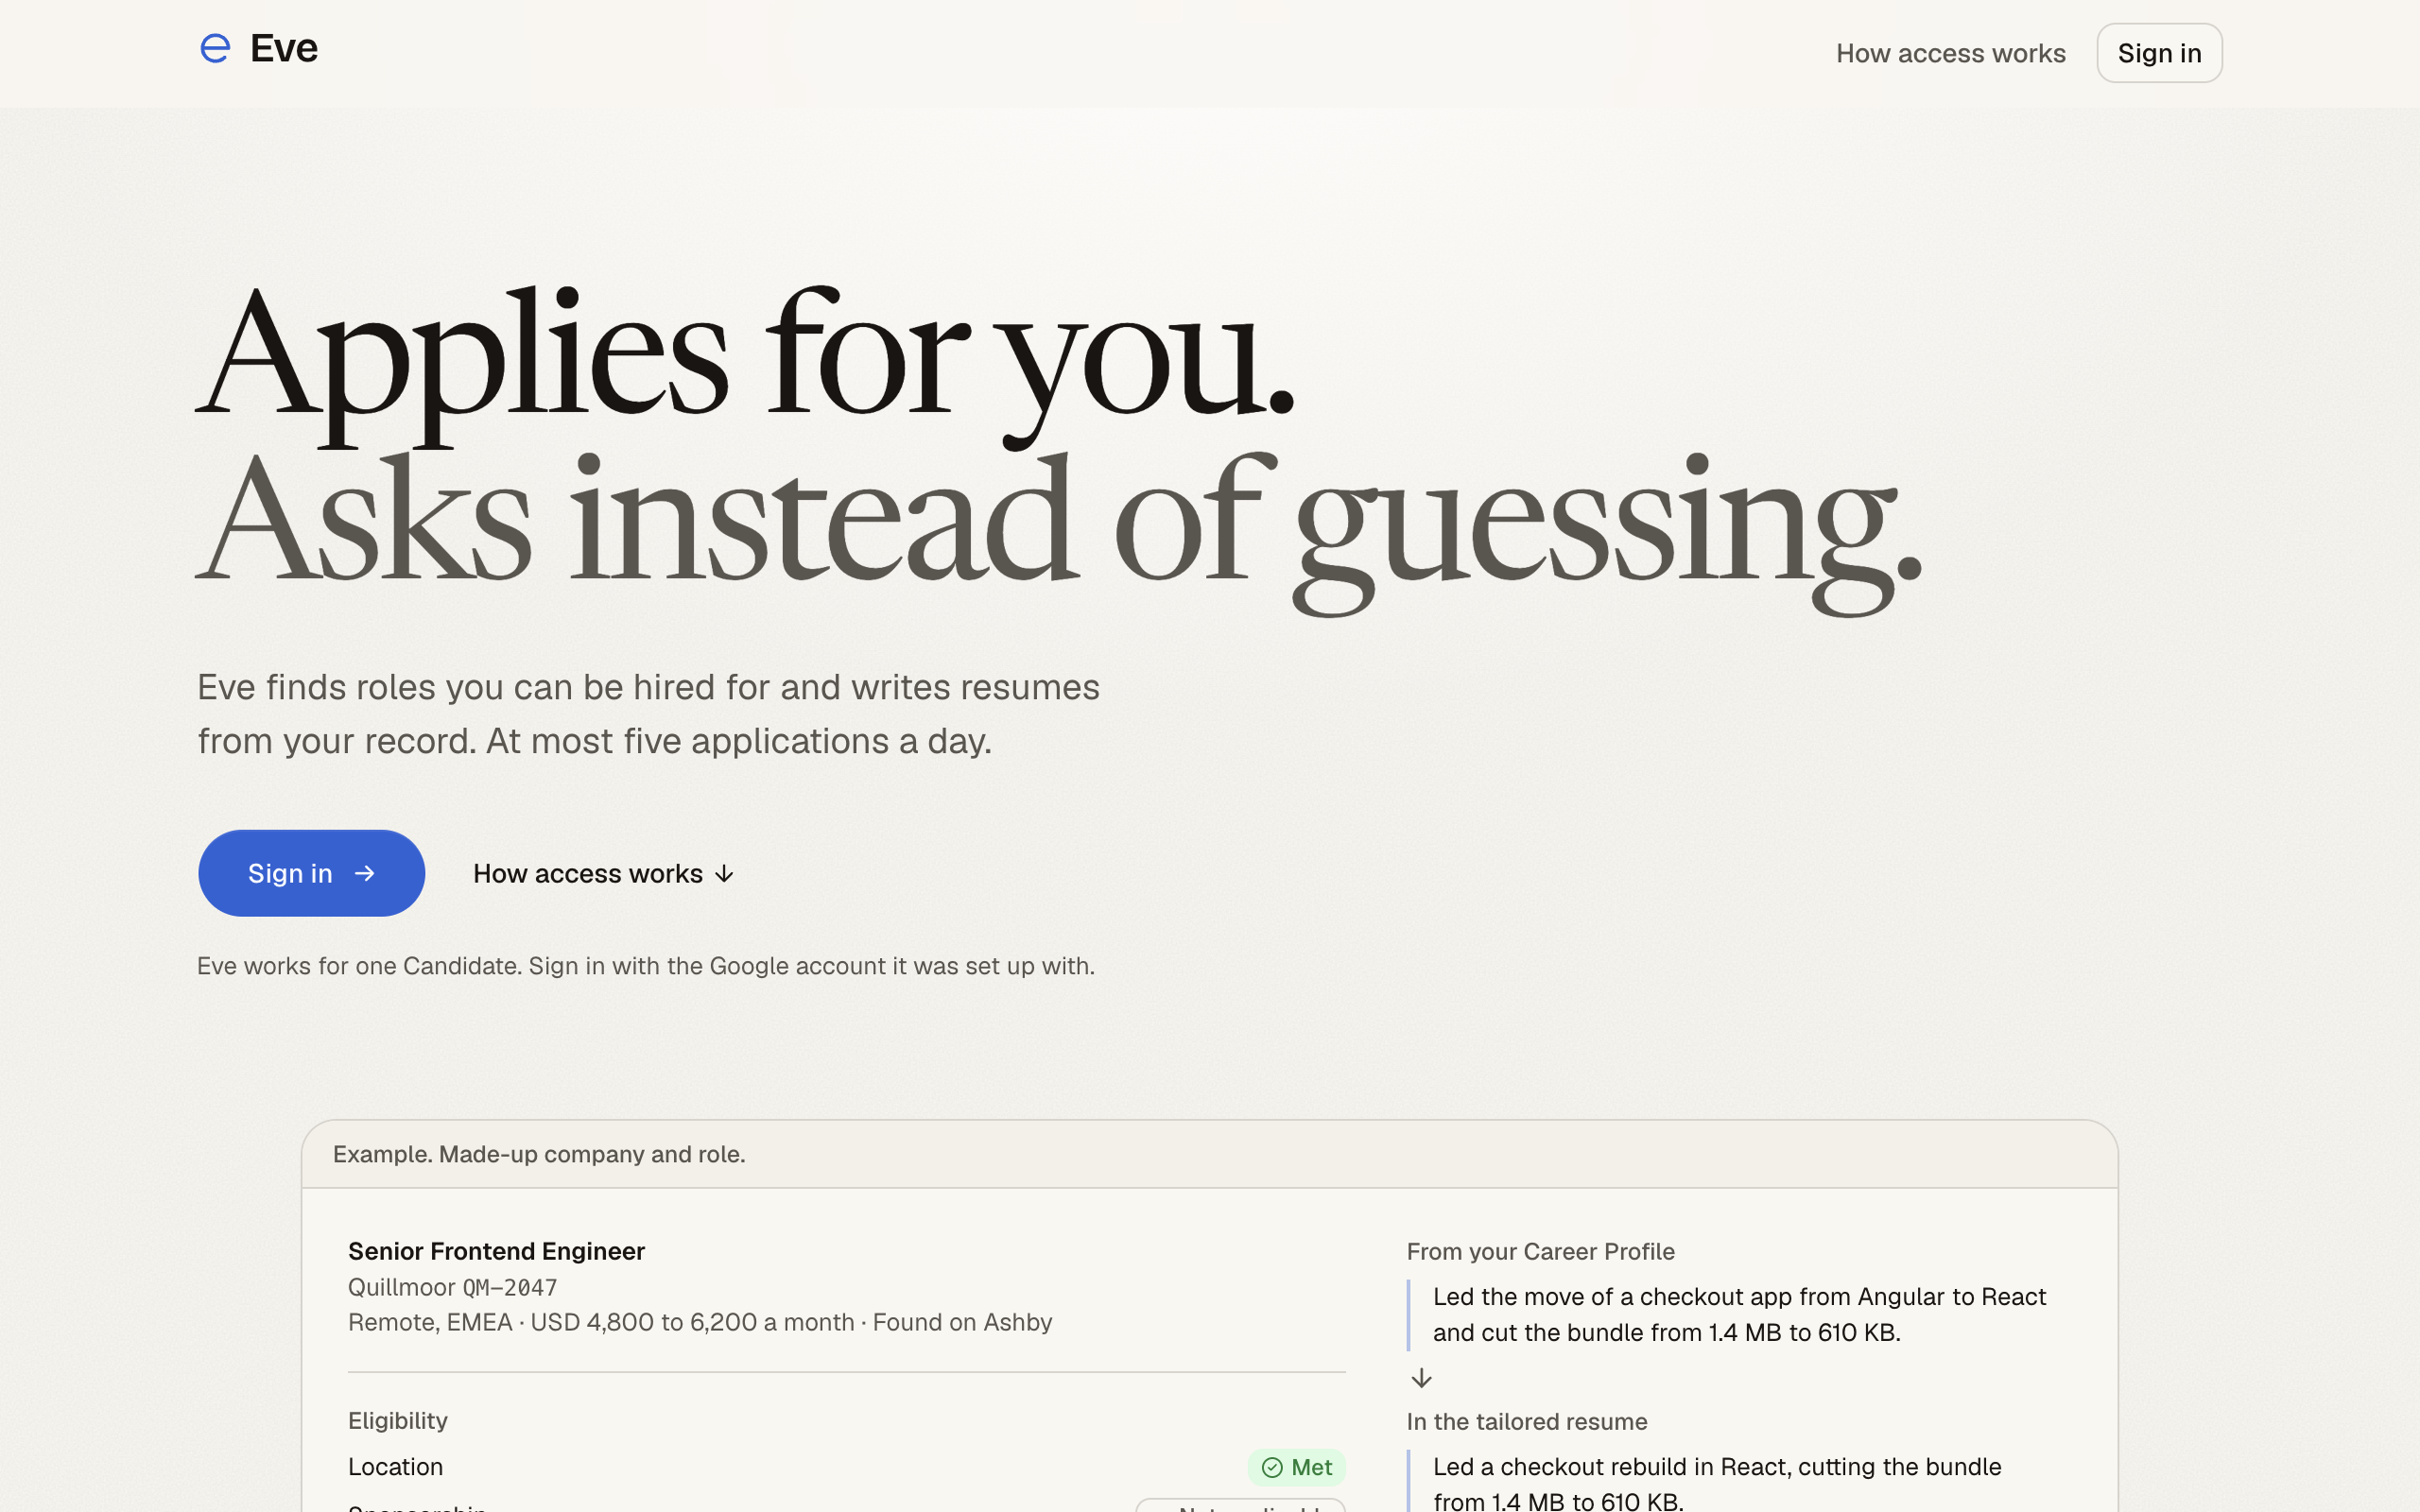 Eve
How access works
Sign in
Applies for you.
Asks instead of guessing.
Eve finds roles you can be hired for and writes resumes
from your record. At most five applications a day.
Sign in →
How access works ↓
Eve works for one Candidate. Sign in with the Google account it was set up with.
Example. Made-up company and role.
Senior Frontend Engineer
Quillmoor QM–2047
Remote, EMEA · USD 4,800 to 6,200 a month · Found on Ashby
Eligibility
Location
Met
From your Career Profile
Led the move of a checkout app from Angular to React
and cut the bundle from 1.4 MB to 610 KB.
↓
In the tailored resume
Led a checkout rebuild in React, cutting the bundle
from 1.4 MB to 610 KB.